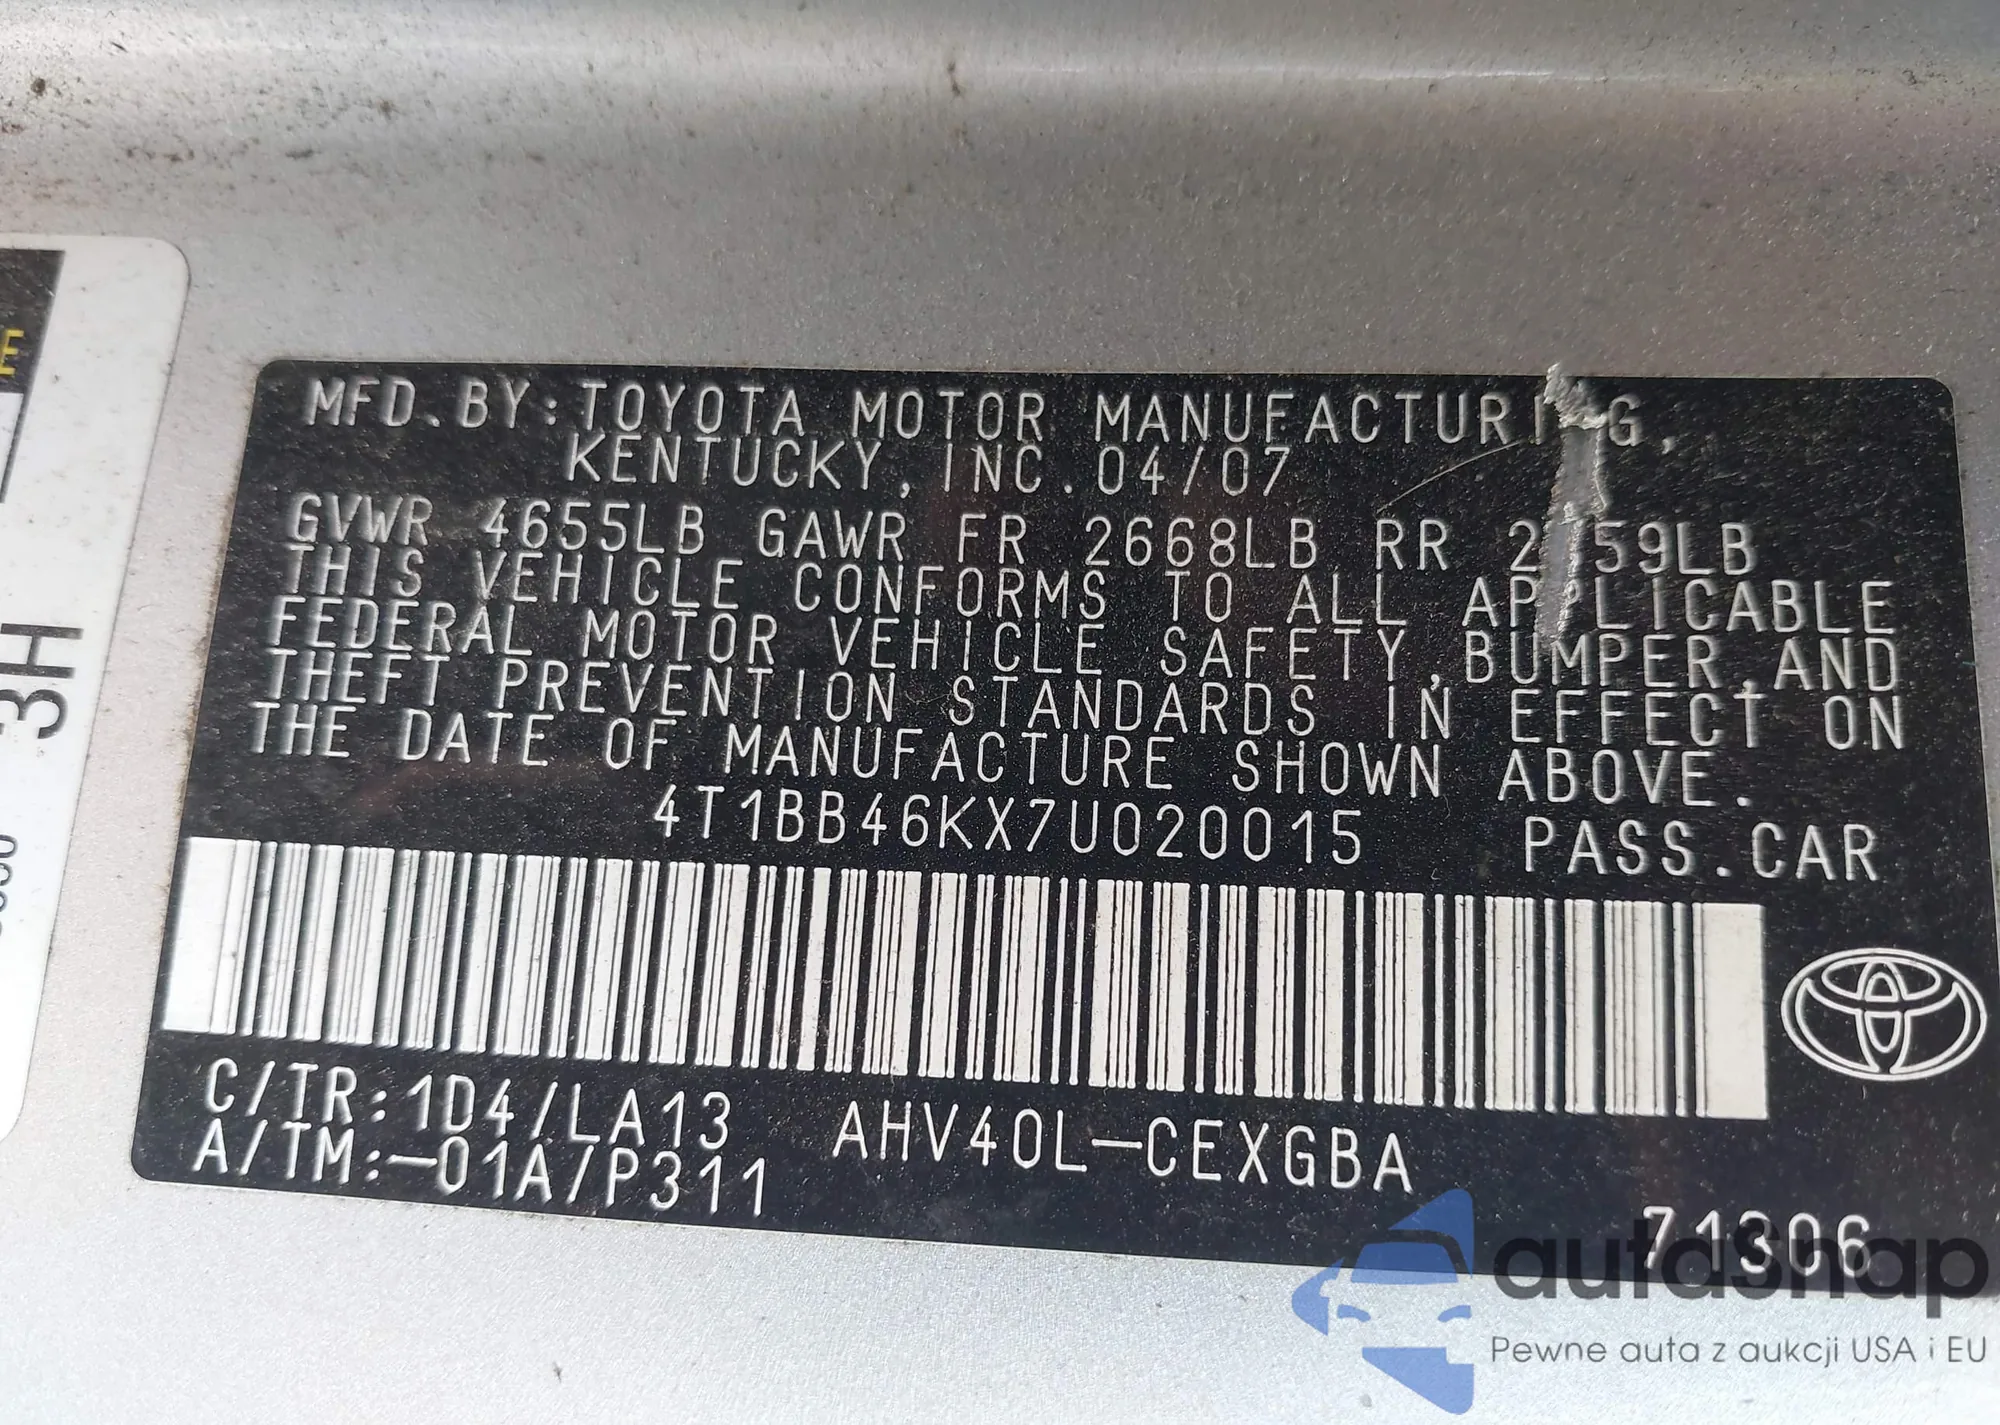 MFD. BY: TOYOTA MOTOR MANUFACTURING,
KENTUCKY, INC. 04/07
GVWR 4655LB GAWR FR 2668LB RR
THIS VEHICLE CONFORMS TO ALL APPLICABLE
FEDERAL MOTOR VEHICLE SAFETY, BUMPER, AND
THEFT PREVENTION STANDARDS IN EFFECT ON
THE DATE OF MANUFACTURE SHOWN ABOVE.
4T1BB46KX7U020015 PASS. CAR
C/TR: 1D4/LA13 AHV40L-CEXGBA
A/TM:-01A/P311
71306
3H
autoSnap
Pewne auta z aukcji USA i EU